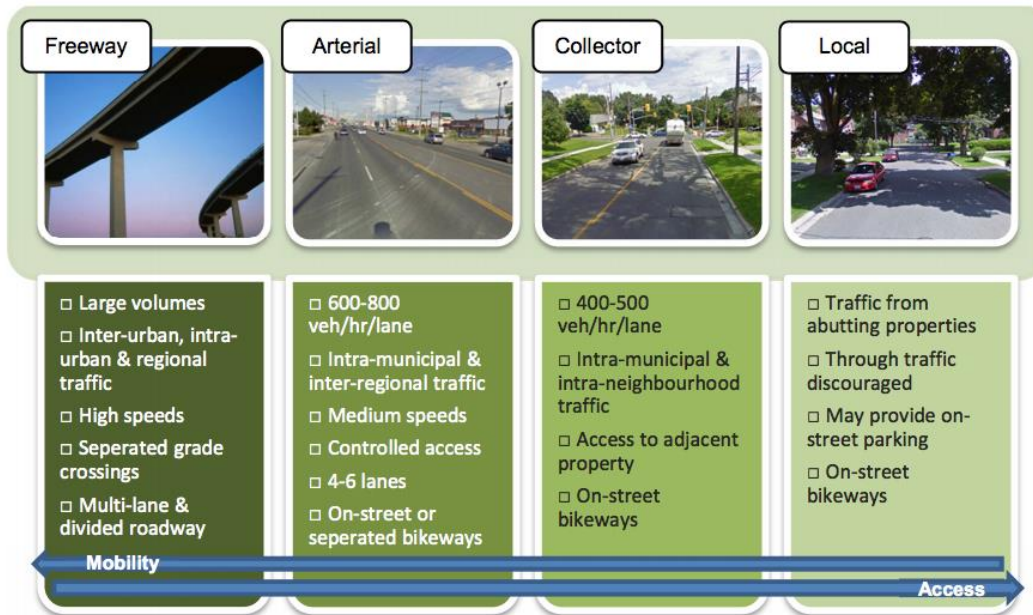 Freeway
Arterial
Collector
Local
□ Large volumes
□ Inter-urban, intra-
urban & regional
traffic
□ High speeds
□ Seperated grade
crossings
□ Multi-lane &
divided roadway
□ 600-800
veh/hr/lane
□ Intra-municipal &
inter-regional traffic
□ Medium speeds
□ Controlled access
□ 4-6 lanes
□ On-street or
seperated bikeways
□ 400-500
veh/hr/lane
□ Intra-municipal &
intra-neighbourhood
traffic
□ Access to adjacent
property
□ On-street
bikeways
□ Traffic from
abutting properties
□ Through traffic
discouraged
□ May provide on-
street parking
□ On-street
bikeways
Mobility
Access